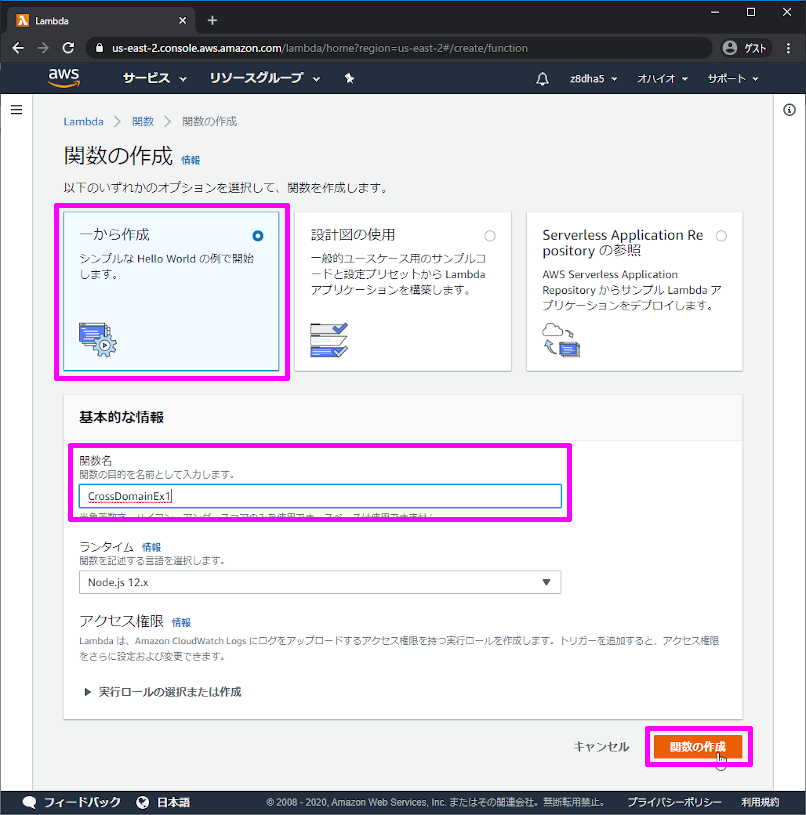 Lambda
us-east-2.console.aws.amazon.com/lambda/home?region=us-east-2#/create/function
ゲスト
aws サービス リソースグループ z8dha5 オハイオ サポート
Lambda 関数 関数の作成
関数の作成 情報
以下のいずれかのオプションを選択して、関数を作成します。
一から作成
シンプルな Hello World の例で開始
します。
設計図の使用
一般的ユースケース用のサンプルコ
ードと設定プリセットから Lambda
アプリケーションを構築します。
Serverless Application Re
pository の参照
AWS Serverless Application
Repository からサンプル Lambda ア
プリケーションをデプロイします。
基本的な情報
関数名
関数の目的を名前として入力します。
CrossDomainEx1
ランタイム 情報
関数を記述する言語を選択します。
Node.js 12.x
アクセス権限 情報
Lambda は、Amazon CloudWatch Logs にログをアップロードするアクセス権限を持つ実行ロールを作成します。トリガーを追加すると、アクセス権限
をさらに設定および変更できます。
実行ロールの選択または作成
キャンセル 関数の作成
フィードバック 日本語 © 2008 - 2020, Amazon Web Services, Inc. またはその関連会社。無断転用禁止。 プライバシーポリシー 利用規約